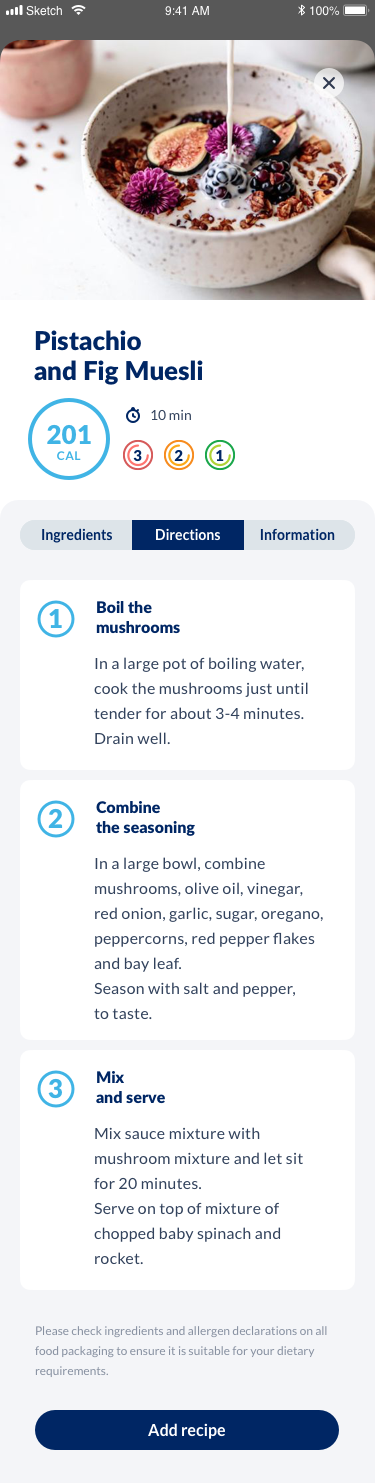 Sketch 9:41 AM 100%
Pistachio
and Fig Muesli
201
CAL
10 min
3 2 1
Ingredients Directions Information
1 Boil the
mushrooms
In a large pot of boiling water,
cook the mushrooms just until
tender for about 3-4 minutes.
Drain well.
2 Combine
the seasoning
In a large bowl, combine
mushrooms, olive oil, vinegar,
red onion, garlic, sugar, oregano,
peppercorns, red pepper flakes
and bay leaf.
Season with salt and pepper,
to taste.
3 Mix
and serve
Mix sauce mixture with
mushroom mixture and let sit
for 20 minutes.
Serve on top of mixture of
chopped baby spinach and
rocket.
Please check ingredients and allergen declarations on all
food packaging to ensure it is suitable for your dietary
requirements.
Add recipe